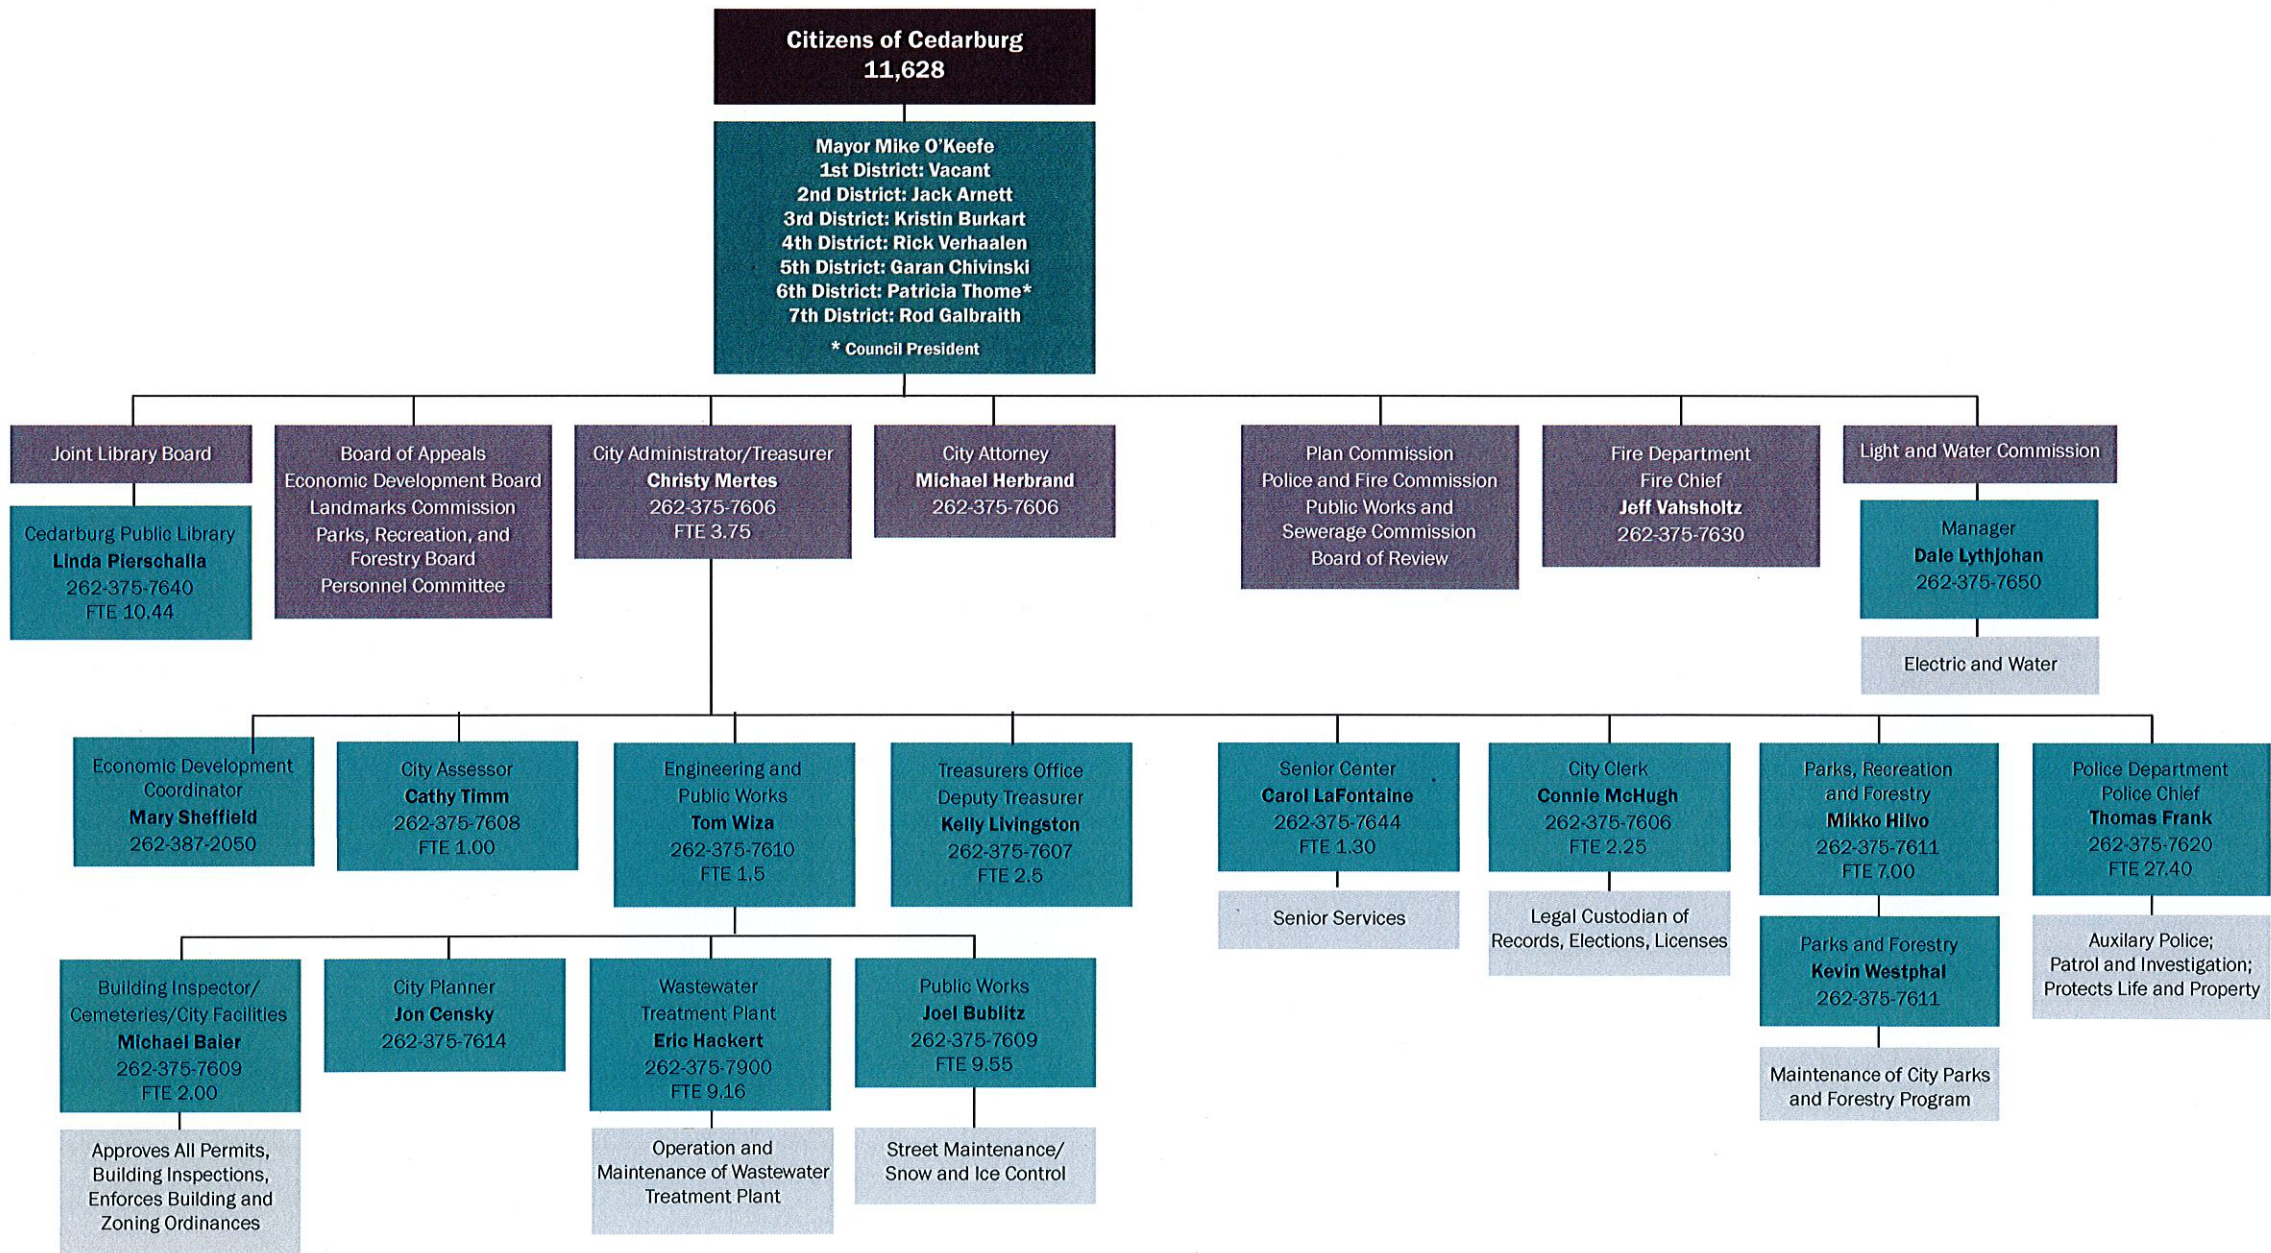 Citizens of Cedarburg
11,628
Mayor Mike O'Keefe
1st District: Vacant
2nd District: Jack Arnett
3rd District: Kristin Burkart
4th District: Rick Verhaalen
5th District: Garan Chivinski
6th District: Patricia Thome*
7th District: Rod Galbraith
* Council President
Joint Library Board
Cedarburg Public Library
Linda Pierschalla
262-375-7640
FTE 10.44
Board of Appeals
Economic Development Board
Landmarks Commission
Parks, Recreation, and
Forestry Board
Personnel Committee
City Administrator/Treasurer
Christy Mertes
262-375-7606
FTE 3.75
City Attorney
Michael Herbrand
262-375-7606
Plan Commission
Police and Fire Commission
Public Works and
Sewerage Commission
Board of Review
Fire Department
Fire Chief
Jeff Vahsholtz
262-375-7630
Light and Water Commission
Manager
Dale Lythjohan
262-375-7650
Electric and Water
Economic Development
Coordinator
Mary Sheffield
262-387-2050
City Assessor
Cathy Timm
262-375-7608
FTE 1.00
Engineering and
Public Works
Tom Wiza
262-375-7610
FTE 1.5
Treasurers Office
Deputy Treasurer
Kelly Livingston
262-375-7607
FTE 2.5
Senior Center
Carol LaFontaine
262-375-7644
FTE 1.30
Senior Services
City Clerk
Connie McHugh
262-375-7606
FTE 2.25
Legal Custodian of
Records, Elections, Licenses
Parks, Recreation
and Forestry
Mikko Hilvo
262-375-7611
FTE 7.00
Parks and Forestry
Kevin Westphal
262-375-7611
Maintenance of City Parks
and Forestry Program
Police Department
Police Chief
Thomas Frank
262-375-7620
FTE 27.40
Auxilary Police;
Patrol and Investigation;
Protects Life and Property
Building Inspector/
Cemeteries/City Facilities
Michael Baier
262-375-7609
FTE 2.00
Approves All Permits,
Building Inspections,
Enforces Building and
Zoning Ordinances
City Planner
Jon Censky
262-375-7614
Wastewater
Treatment Plant
Eric Hackert
262-375-7900
FTE 9.16
Operation and
Maintenance of Wastewater
Treatment Plant
Public Works
Joel Bublitz
262-375-7609
FTE 9.55
Street Maintenance/
Snow and Ice Control